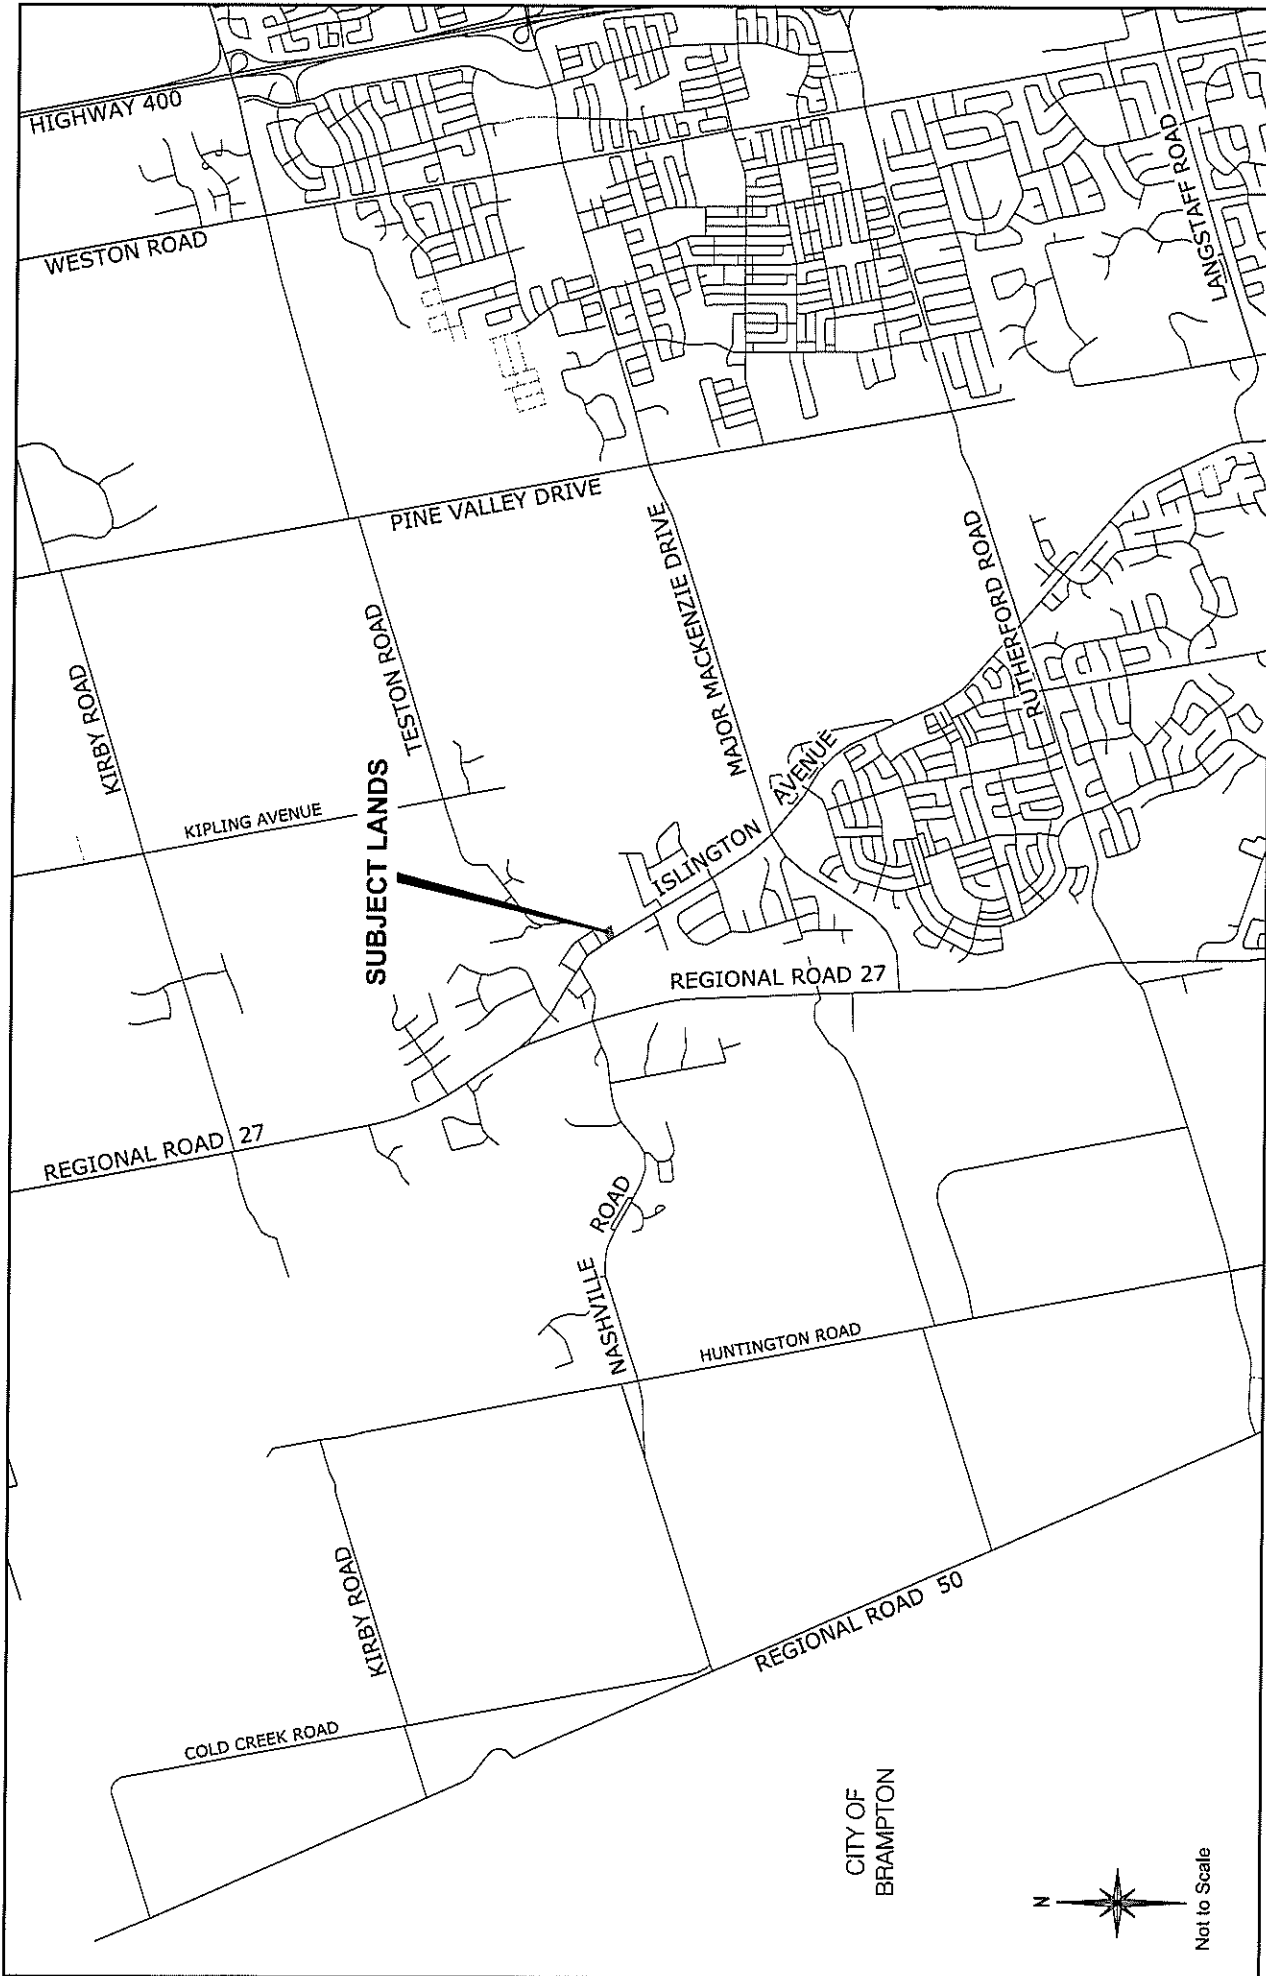 HIGHWAY 400
WESTON ROAD
LANGSTAFF ROAD
PINE VALLEY DRIVE
MAJOR MACKENZIE DRIVE
RUTHERFORD ROAD
TESTON ROAD
KIRBY ROAD
KIPLING AVENUE
SUBJECT LANDS
ISLINGTON AVENUE
REGIONAL ROAD 27
REGIONAL ROAD 27
NASHVILLE ROAD
HUNTINGTON ROAD
KIRBY ROAD
REGIONAL ROAD 50
COLD CREEK ROAD
CITY OF
BRAMPTON
N
Not to Scale